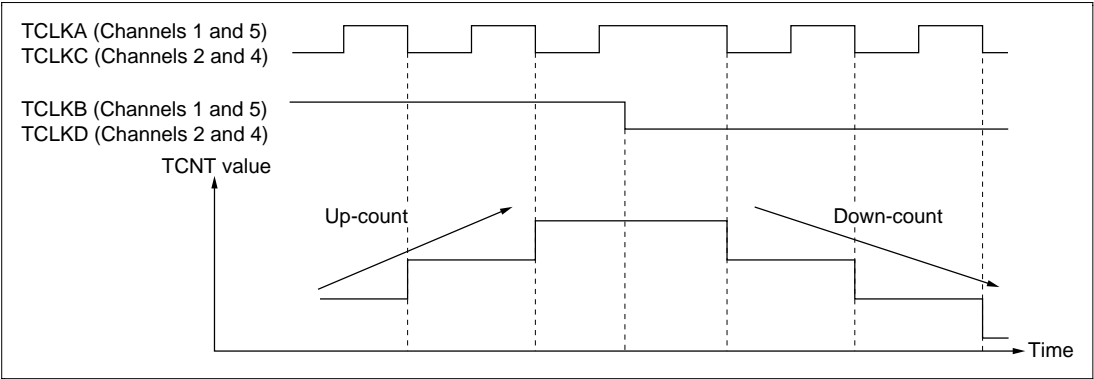 TCLKA (Channels 1 and 5)
TCLKC (Channels 2 and 4)
TCLKB (Channels 1 and 5)
TCLKD (Channels 2 and 4)
TCNT value
Up-count
Down-count
Time